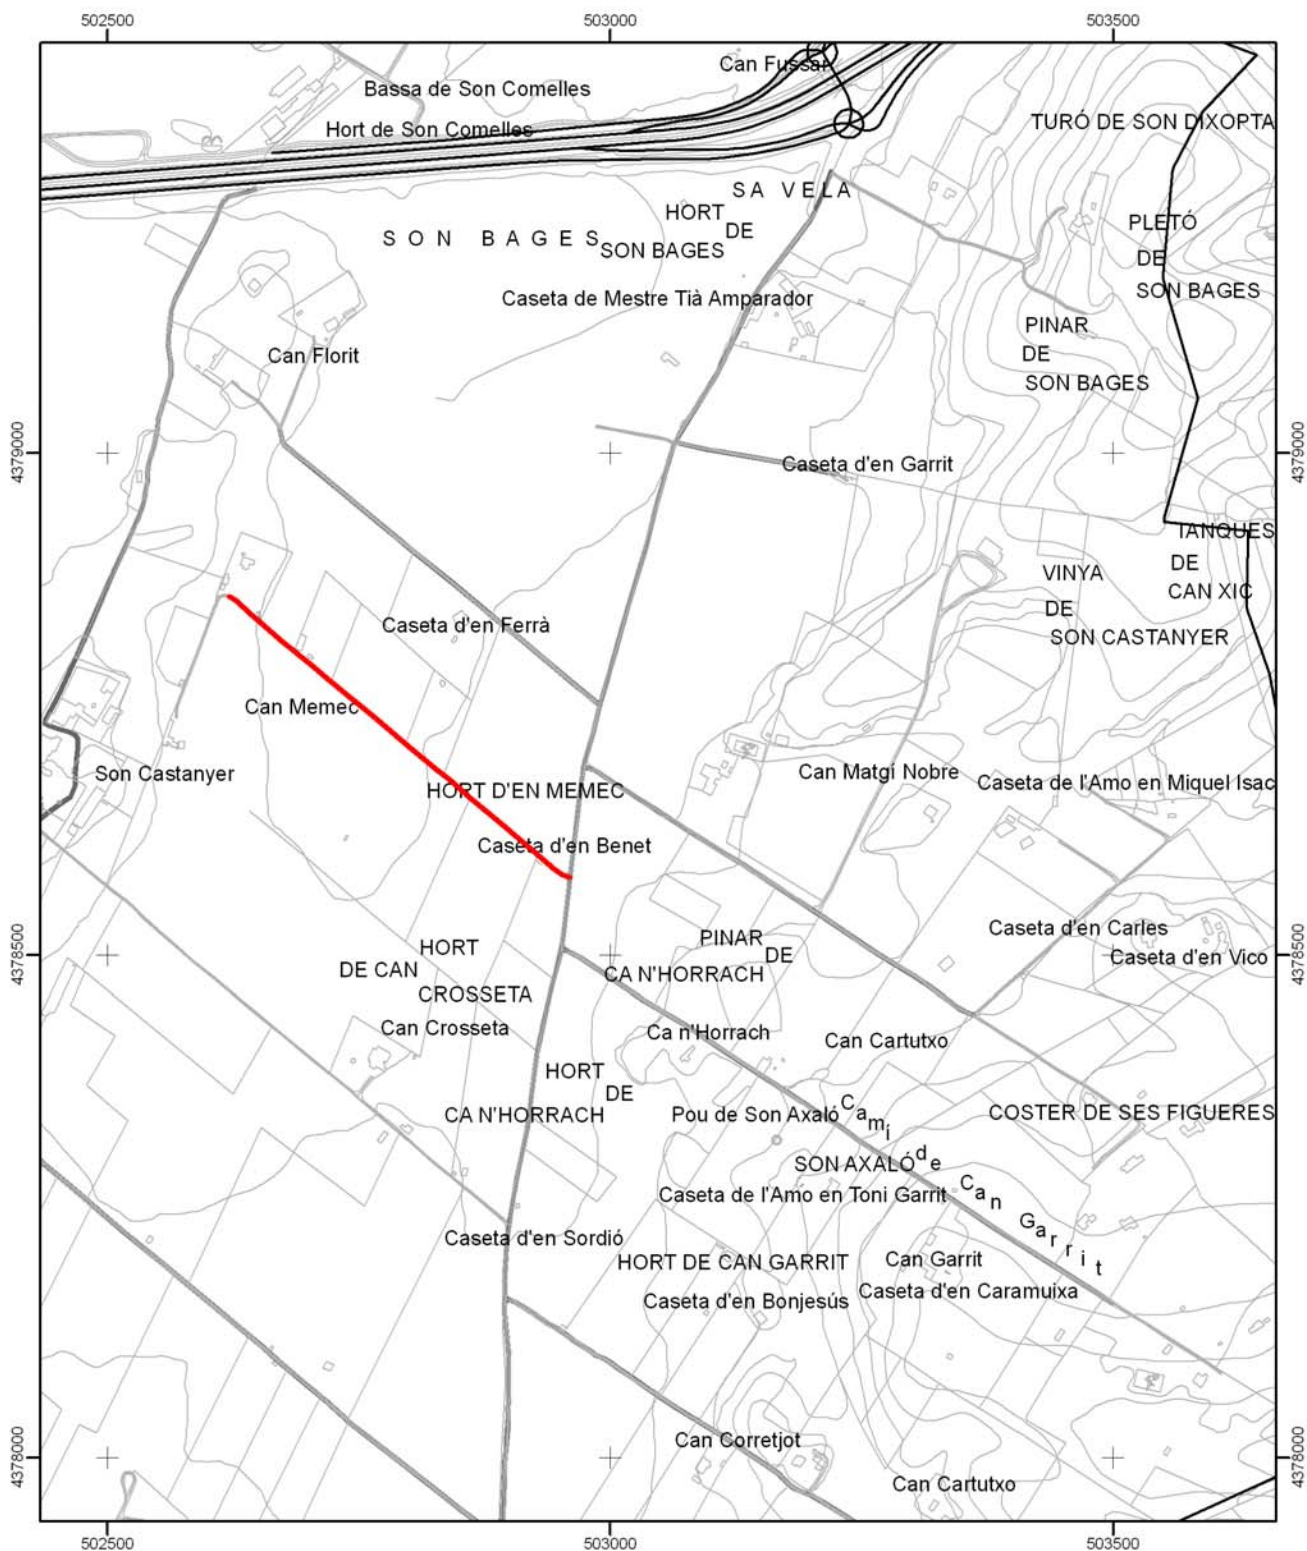 502500 503000 503500
Can Fussar
Bassa de Son Comelles
TURÓ DE SON DIXOPTA
Hort de Son Comelles
SA VELA
HORT
DE
SON BAGES
SON BAGES
PLETÓ
DE
SON BAGES
Caseta de Mestre Tià Amparador
PINAR
DE
SON BAGES
Can Florit
4379000 4379000
Caseta d'en Garrit
TANQUES
DE
CAN XIC
VINYA
DE
SON CASTANYER
Caseta d'en Ferrà
Can Memec
Son Castanyer
Can Matgí Nobre
Caseta de l'Amo en Miquel Isac
HORT D'EN MEMEC
Caseta d'en Benet
Caseta d'en Carles
Caseta d'en Vico
4378500 4378500
HORT
DE CAN
CROSSETA
Can Crosseta
PINAR
DE
CA N'HORRACH
Ca n'Horrach
Can Cartutxo
HORT
DE
CA N'HORRACH
Pou de Son Axaló
Camí de Can Garrit
COSTER DE SES FIGUERES
SON AXALÓ
Caseta de l'Amo en Toni Garrit
Caseta d'en Sordió
HORT DE CAN GARRIT
Can Garrit
Caseta d'en Caramuixa
Caseta d'en Bonjesús
4378000 4378000
Can Corretjot
Can Cartutxo
502500 503000 503500